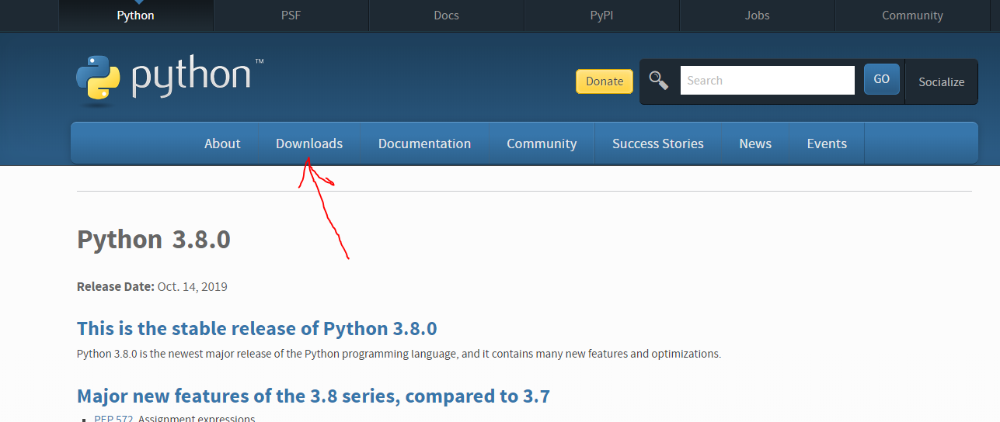 Python PSF Docs PyPI Jobs Community
python™
Donate Search GO Socialize
About Downloads Documentation Community Success Stories News Events
Python 3.8.0
Release Date: Oct. 14, 2019
This is the stable release of Python 3.8.0
Python 3.8.0 is the newest major release of the Python programming language, and it contains many new features and optimizations.
Major new features of the 3.8 series, compared to 3.7
PEP 572, Assignment expressions